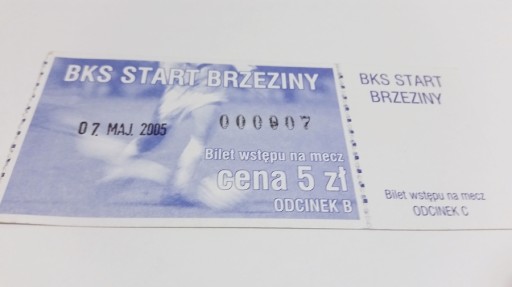 BKS START BRZEZINY
07. MAJ. 2005
000907
Bilet wstępu na mecz
cena 5 zł
ODCINEK B
BKS START
BRZEZINY
Bilet wstępu na mecz
ODCINEK C